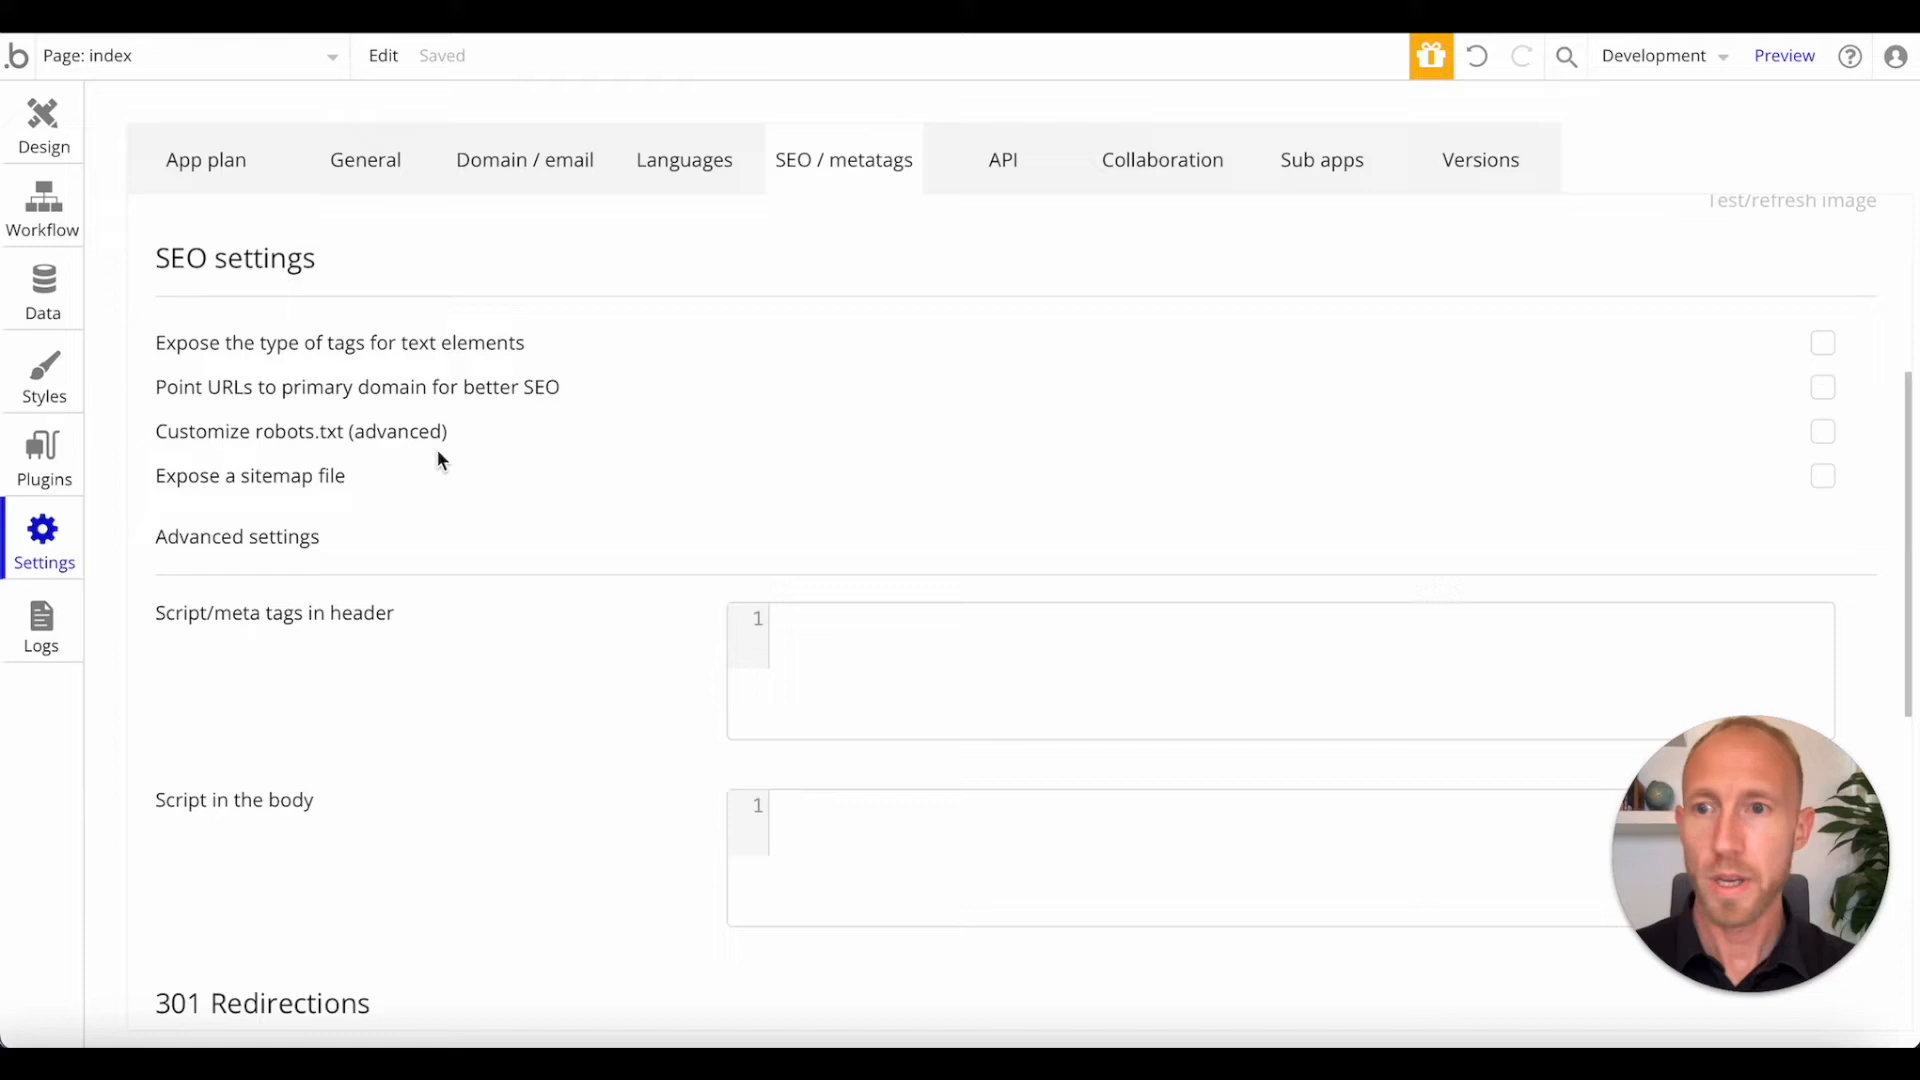 .b Page: index Edit Saved Development Preview ?
Design
Workflow
Data
Styles
Plugins
Settings
Logs
App plan General Domain / email Languages SEO / metatags API Collaboration Sub apps Versions
Test/refresh image
SEO settings
Expose the type of tags for text elements
Point URLs to primary domain for better SEO
Customize robots.txt (advanced)
Expose a sitemap file
Advanced settings
Script/meta tags in header
1
Script in the body
1
301 Redirections